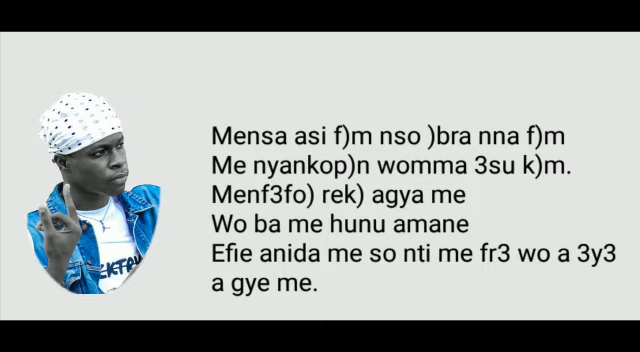 Mensa asi f)m nso )bra nna f)m
Me nyankop)n womma 3su k)m.
Menf3fo) rek) agya me
Wo ba me hunu amane
Efie anida me so nti me fr3 wo a 3y3
a gye me.